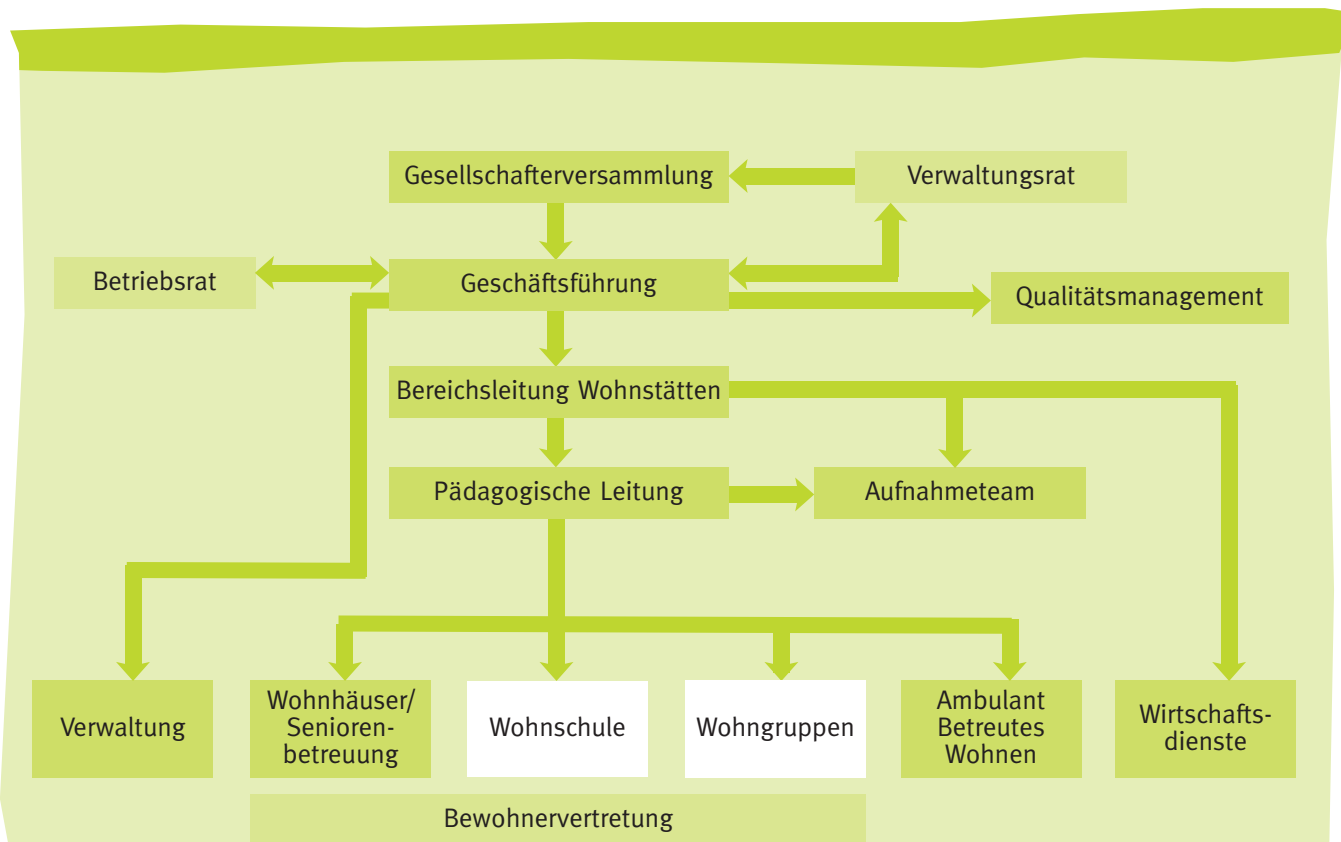 Gesellschafterversammlung
Verwaltungsrat
Betriebsrat
Geschäftsführung
Qualitätsmanagement
Bereichsleitung Wohnstätten
Pädagogische Leitung
Aufnahmeteam
Verwaltung
Wohnhäuser/
Senioren-
betreuung
Wohnschule
Wohngruppen
Ambulant
Betreutes
Wohnen
Wirtschafts-
dienste
Bewohnervertretung